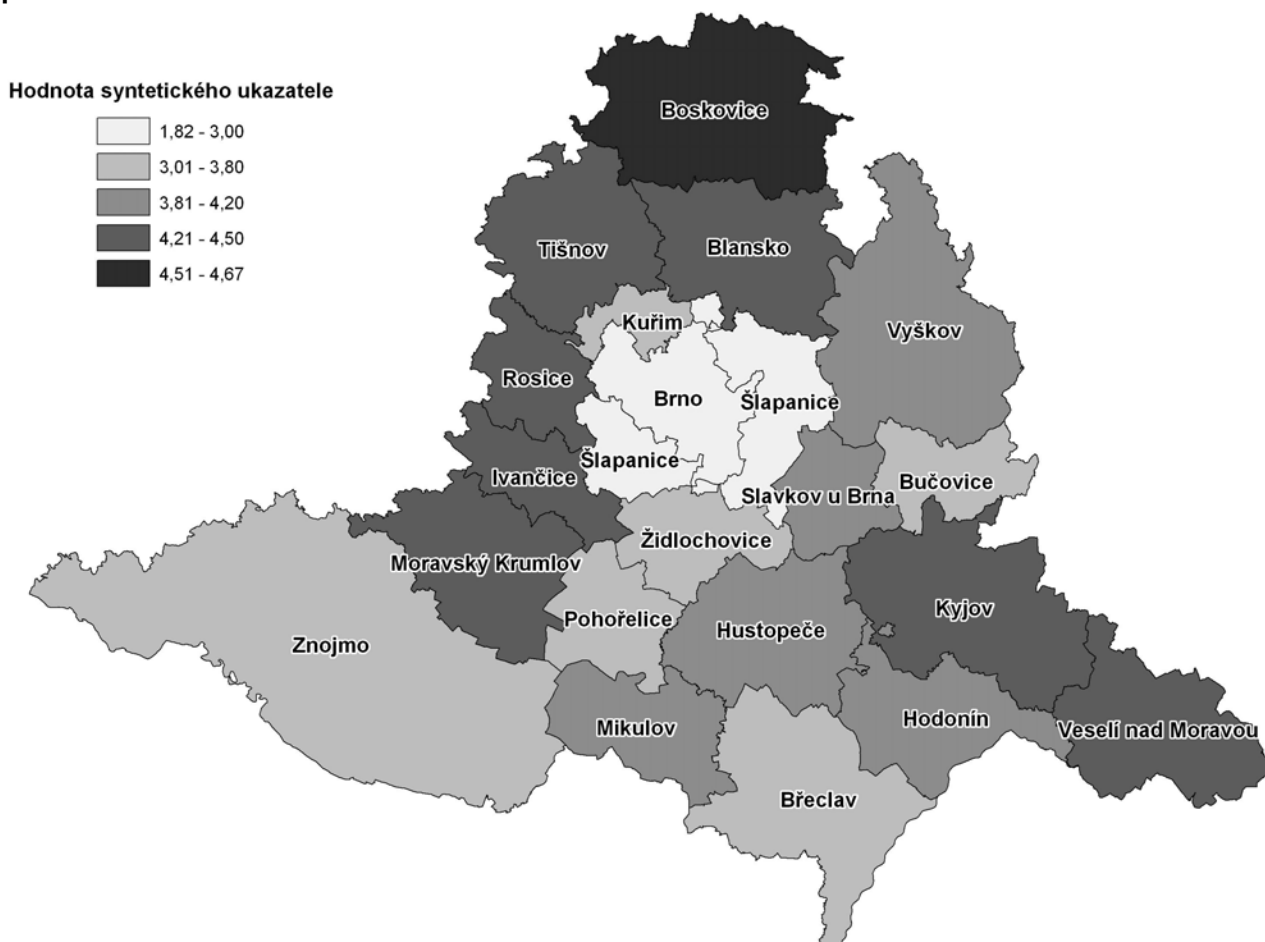 Hodnota syntetického ukazatele
1,82 - 3,00
3,01 - 3,80
3,81 - 4,20
4,21 - 4,50
4,51 - 4,67
Boskovice
Tišnov
Blansko
Kuřim
Vyškov
Rosice
Brno
Šlapanice
Šlapanice
Ivančice
Slavkov u Brna
Bučovice
Židlochovice
Moravský Krumlov
Pohořelice
Kyjov
Znojmo
Hustopeče
Mikulov
Hodonín
Veselí nad Moravou
Břeclav